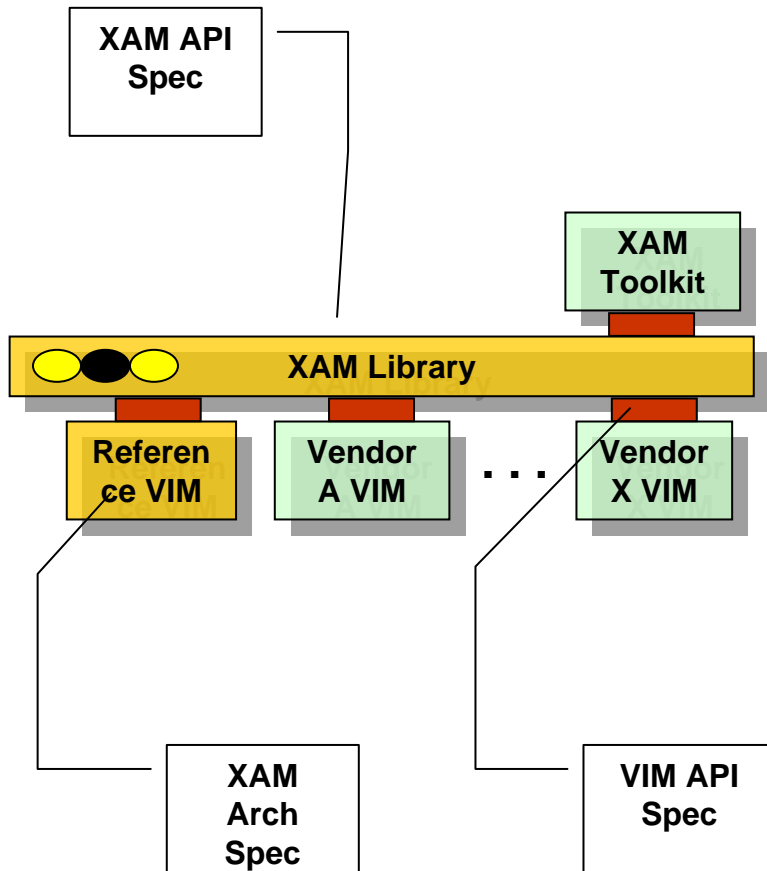 XAM API
Spec
XAM
Toolkit
XAM Library
Referen
ce VIM
Vendor
A VIM
. . .
Vendor
X VIM
XAM
Arch
Spec
VIM API
Spec